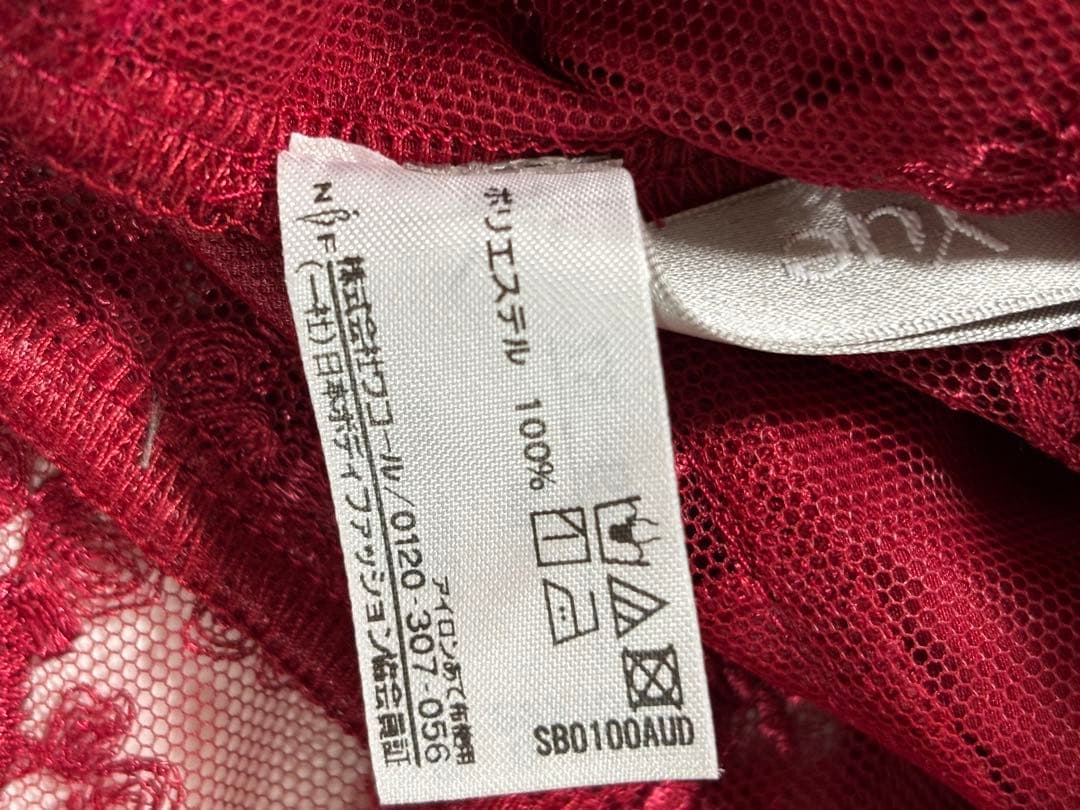 ポリエステル 100%
アイロンあて布使用
株式会社ワコール/0120-307-056
NBF(一社)日本ボディファッション協会員証
SB0100AUD
Yue